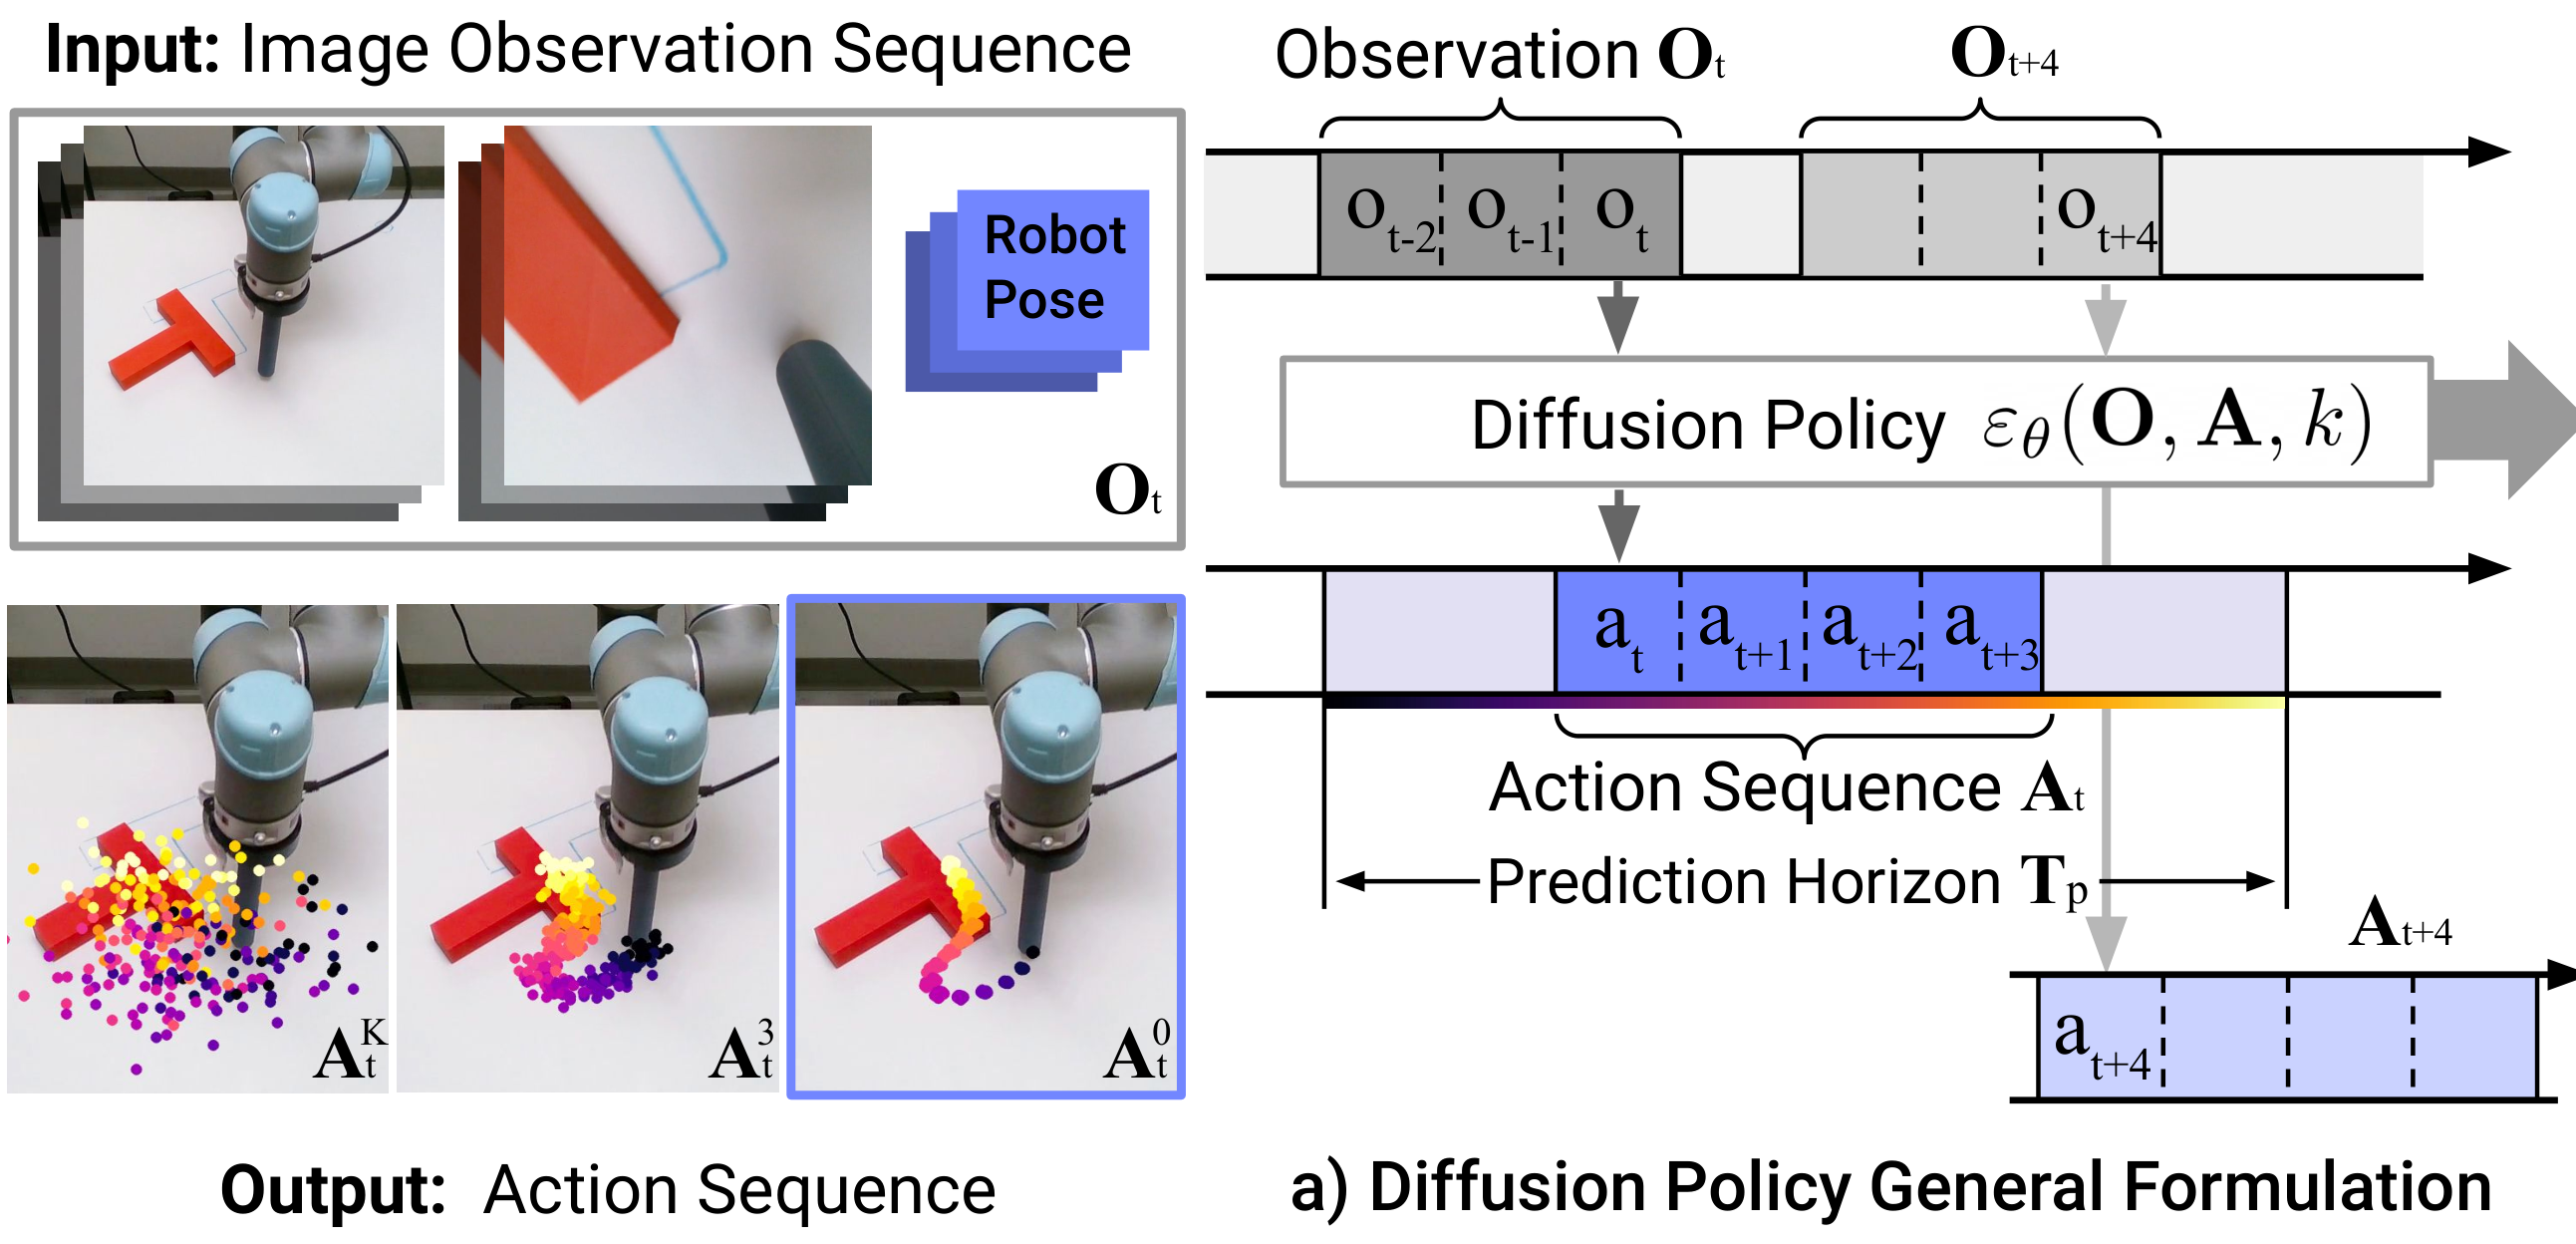 Input: Image Observation Sequence
Robot
Pose
Oₜ
Aₜᴷ
Aₜ³
Aₜ⁰
Output: Action Sequence
Observation Oₜ
Oₜ₊₄
oₜ₋₂ oₜ₋₁ oₜ oₜ₊₄
Diffusion Policy ε_θ(O, A, k)
aₜ aₜ₊₁ aₜ₊₂ aₜ₊₃
Action Sequence Aₜ
Prediction Horizon Tₚ
Aₜ₊₄
aₜ₊₄
a) Diffusion Policy General Formulation